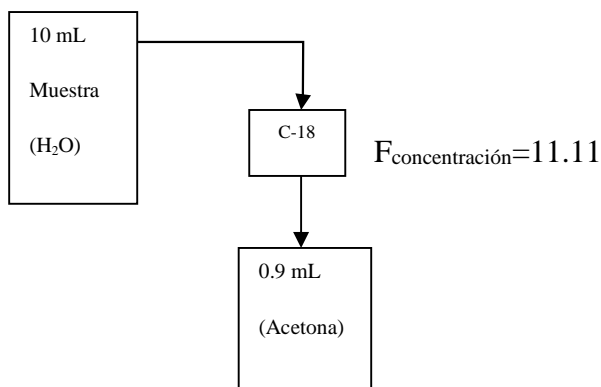 10 mL
Muestra
(H₂O)
C-18
Fconcentración=11.11
0.9 mL
(Acetona)